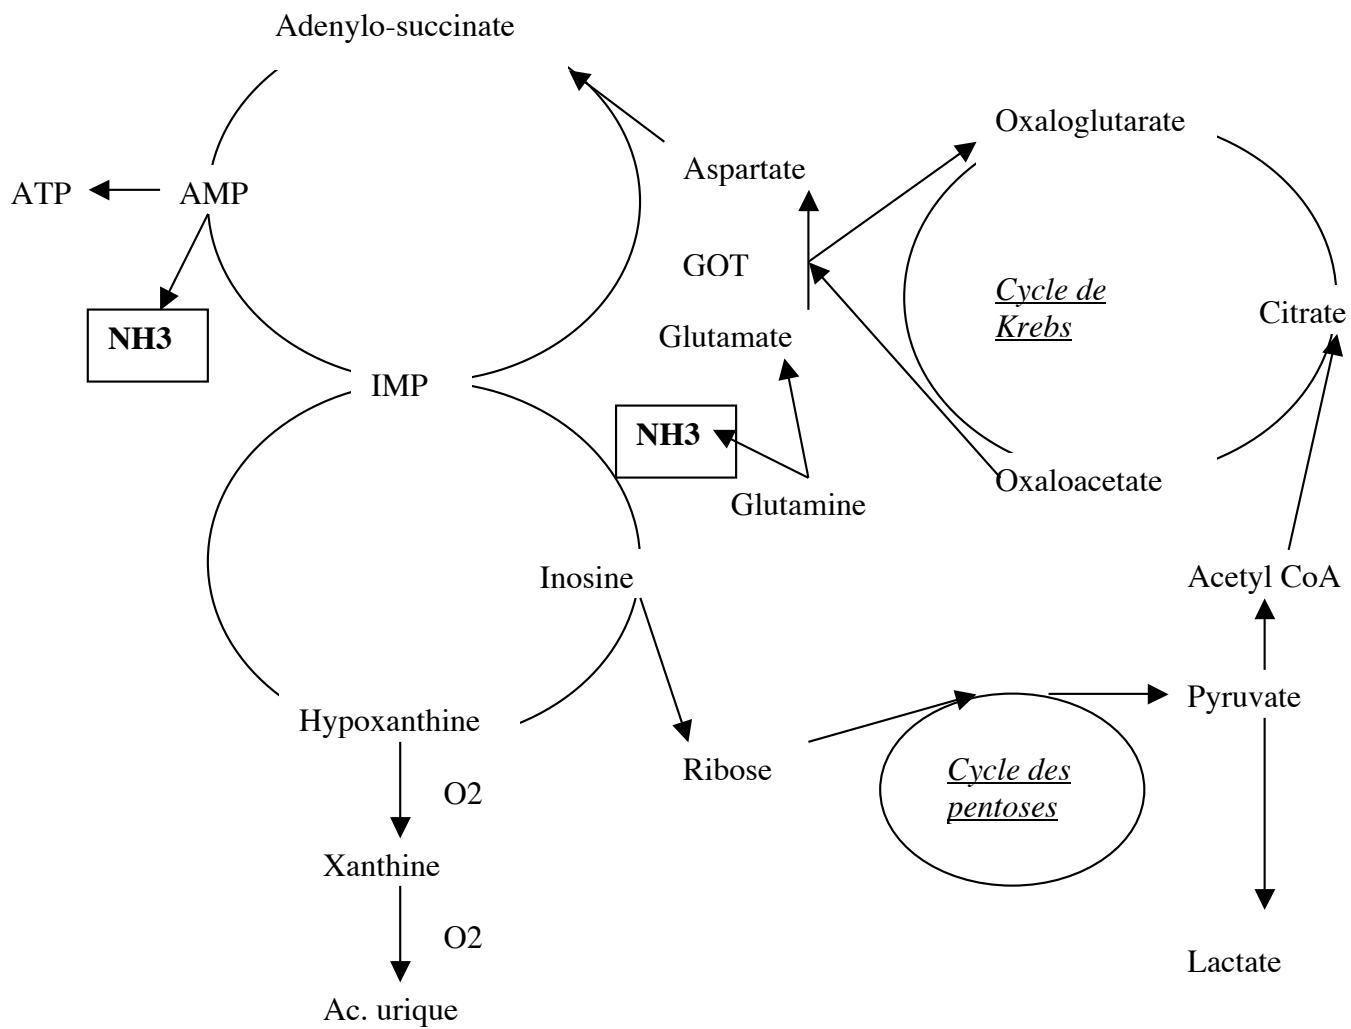 Adenylo-succinate
Oxaloglutarate
Aspartate
ATP
AMP
GOT
Cycle de
Krebs
Citrate
NH3
Glutamate
IMP
NH3
Oxaloacetate
Glutamine
Inosine
Acetyl CoA
Pyruvate
Hypoxanthine
Ribose
Cycle des
pentoses
O2
Xanthine
O2
Lactate
Ac. urique